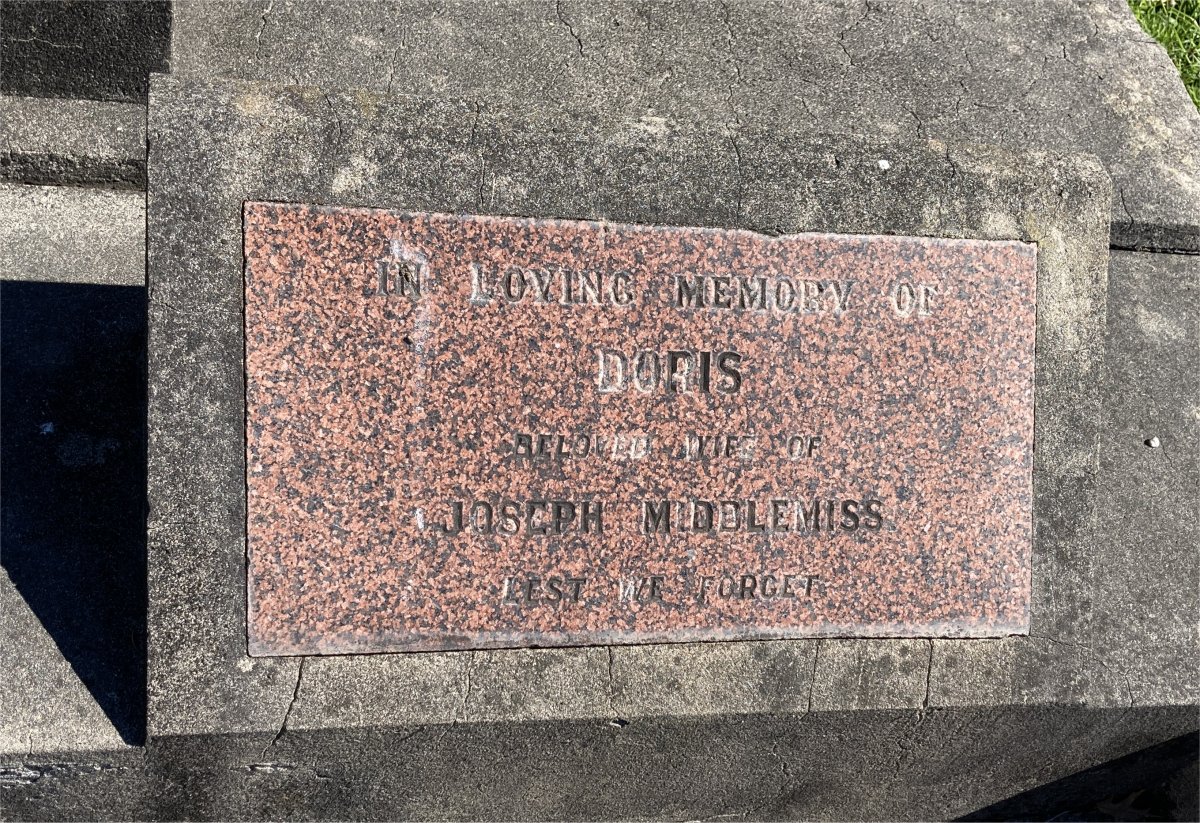 IN LOVING MEMORY OF
DORIS
BELOVED WIFE OF
JOSEPH MIDDLEMISS
LEST WE FORGET